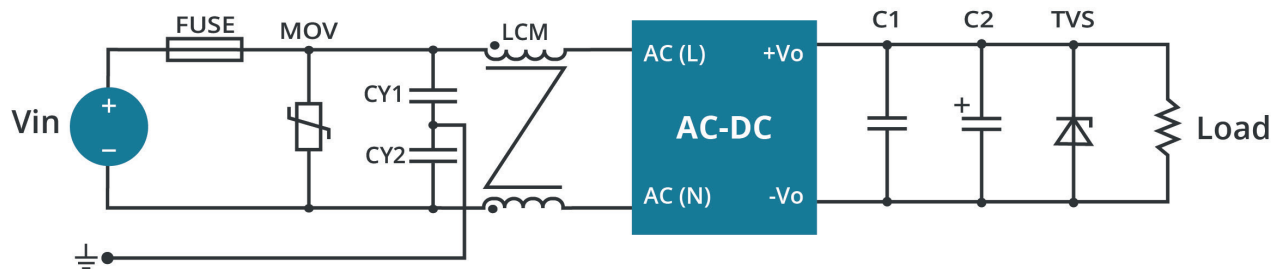 FUSE
MOV
LCM
C1
C2
TVS
Vin
+
−
CY1
CY2
AC (L)
+Vo
AC-DC
AC (N)
-Vo
+
Load